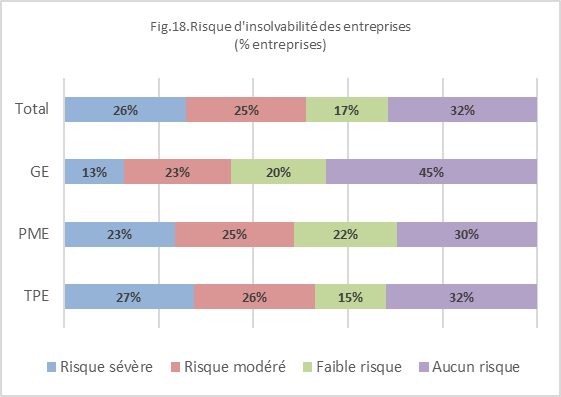 Fig.18.Risque d'insolvabilité des entreprises
(% entreprises)
Total 26% 25% 17% 32%
GE 13% 23% 20% 45%
PME 23% 25% 22% 30%
TPE 27% 26% 15% 32%
Risque sévère Risque modéré Faible risque Aucun risque